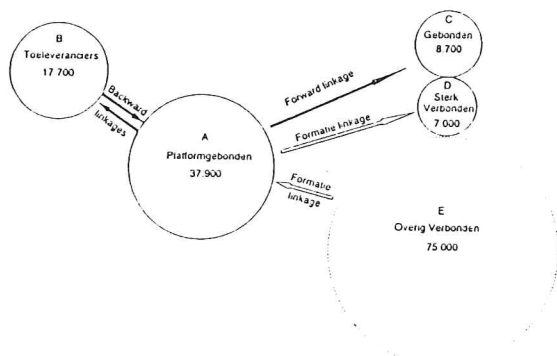 B
Toeleveranciers
17 700
Backward
linkages
A
Platformgebonden
37.900
Forward linkage
Formatie linkage
Formatie
linkage
C
Gebonden
8.700
D
Sterk
Verbonden
7 000
E
Overig Verbonden
75 000